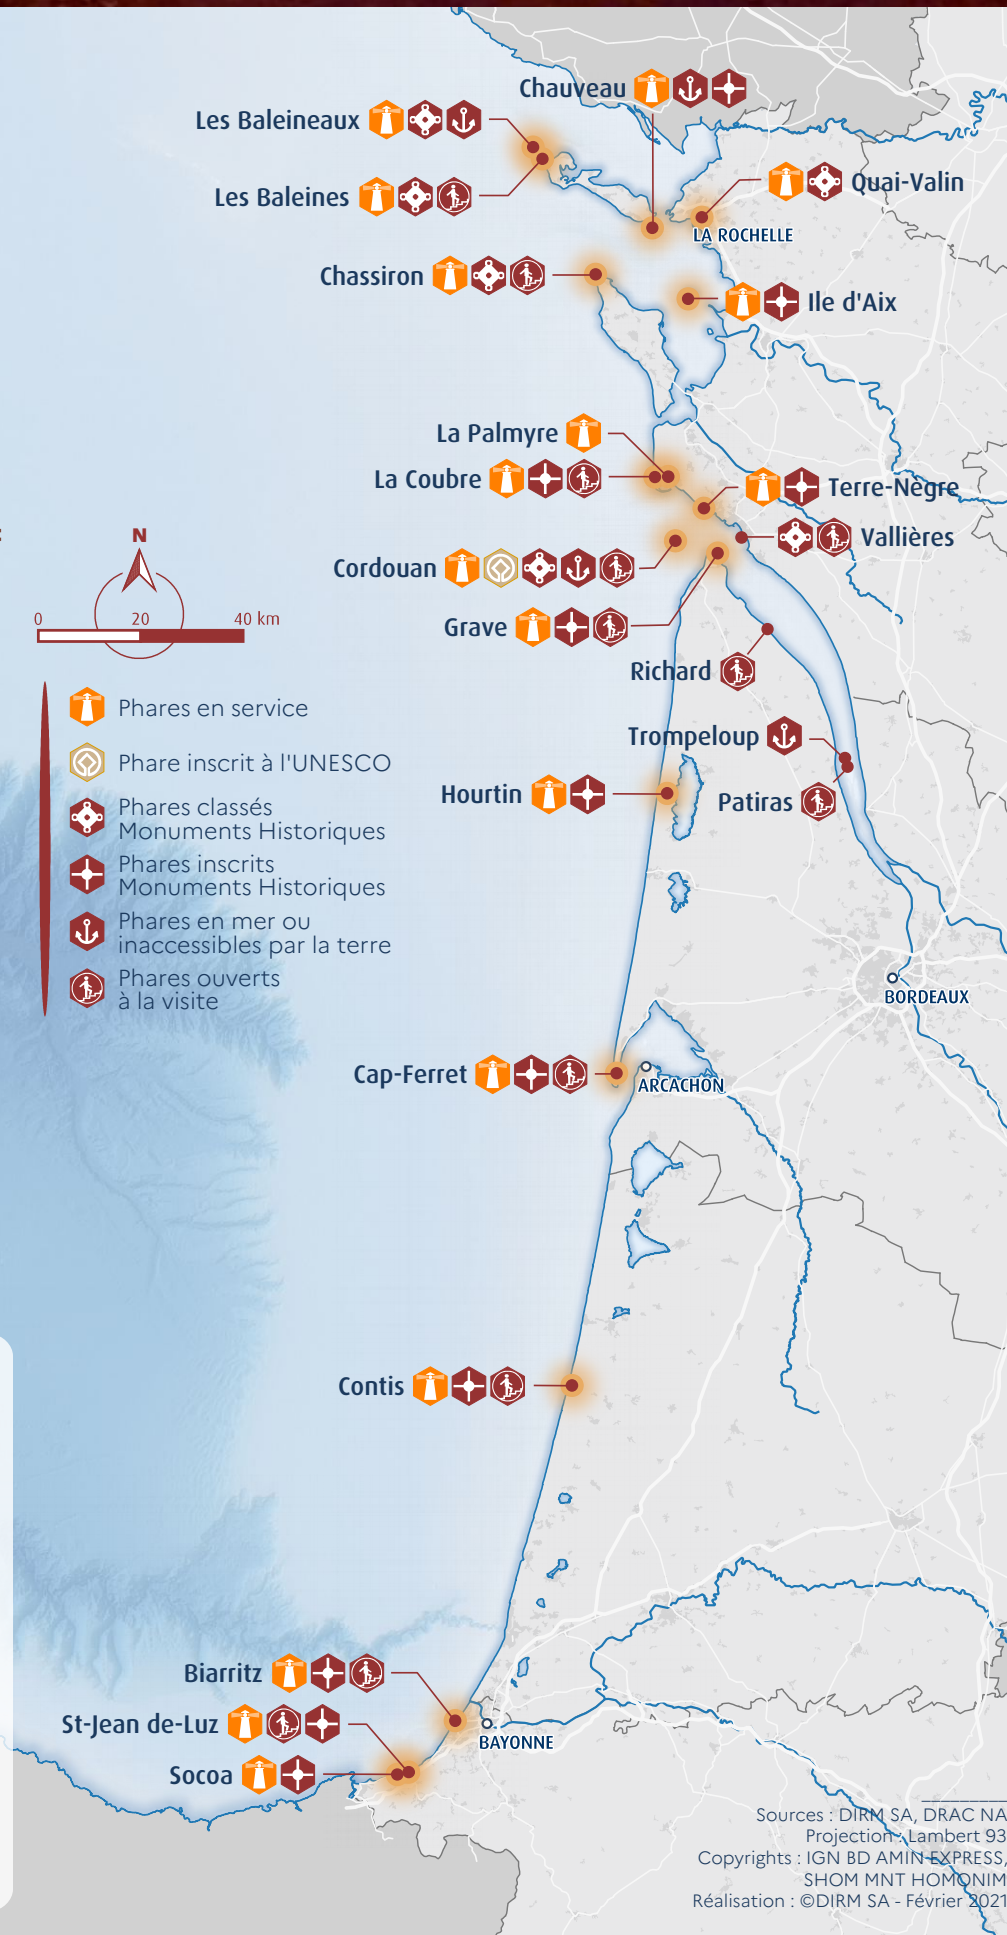 Chauveau
Les Baleineaux
Quai-Valin
Les Baleines
LA ROCHELLE
Chassiron
Ile d'Aix
La Palmyre
La Coubre
Terre-Nègre
Vallières
Cordouan
Grave
Richard
N
0 20 40 km
Phares en service
Phare inscrit à l'UNESCO
Phares classés
Monuments Historiques
Phares inscrits
Monuments Historiques
Phares en mer ou
inaccessibles par la terre
Phares ouverts
à la visite
Trompeloup
Hourtin
Patiras
BORDEAUX
Cap-Ferret
ARCACHON
Contis
Biarritz
St-Jean de-Luz
BAYONNE
Socoa
Sources : DIRM SA, DRAC NA
Projection : Lambert 93
Copyrights : IGN BD AMIN EXPRESS,
SHOM MNT HOMONIM
Réalisation : ©DIRM SA - Février 2021